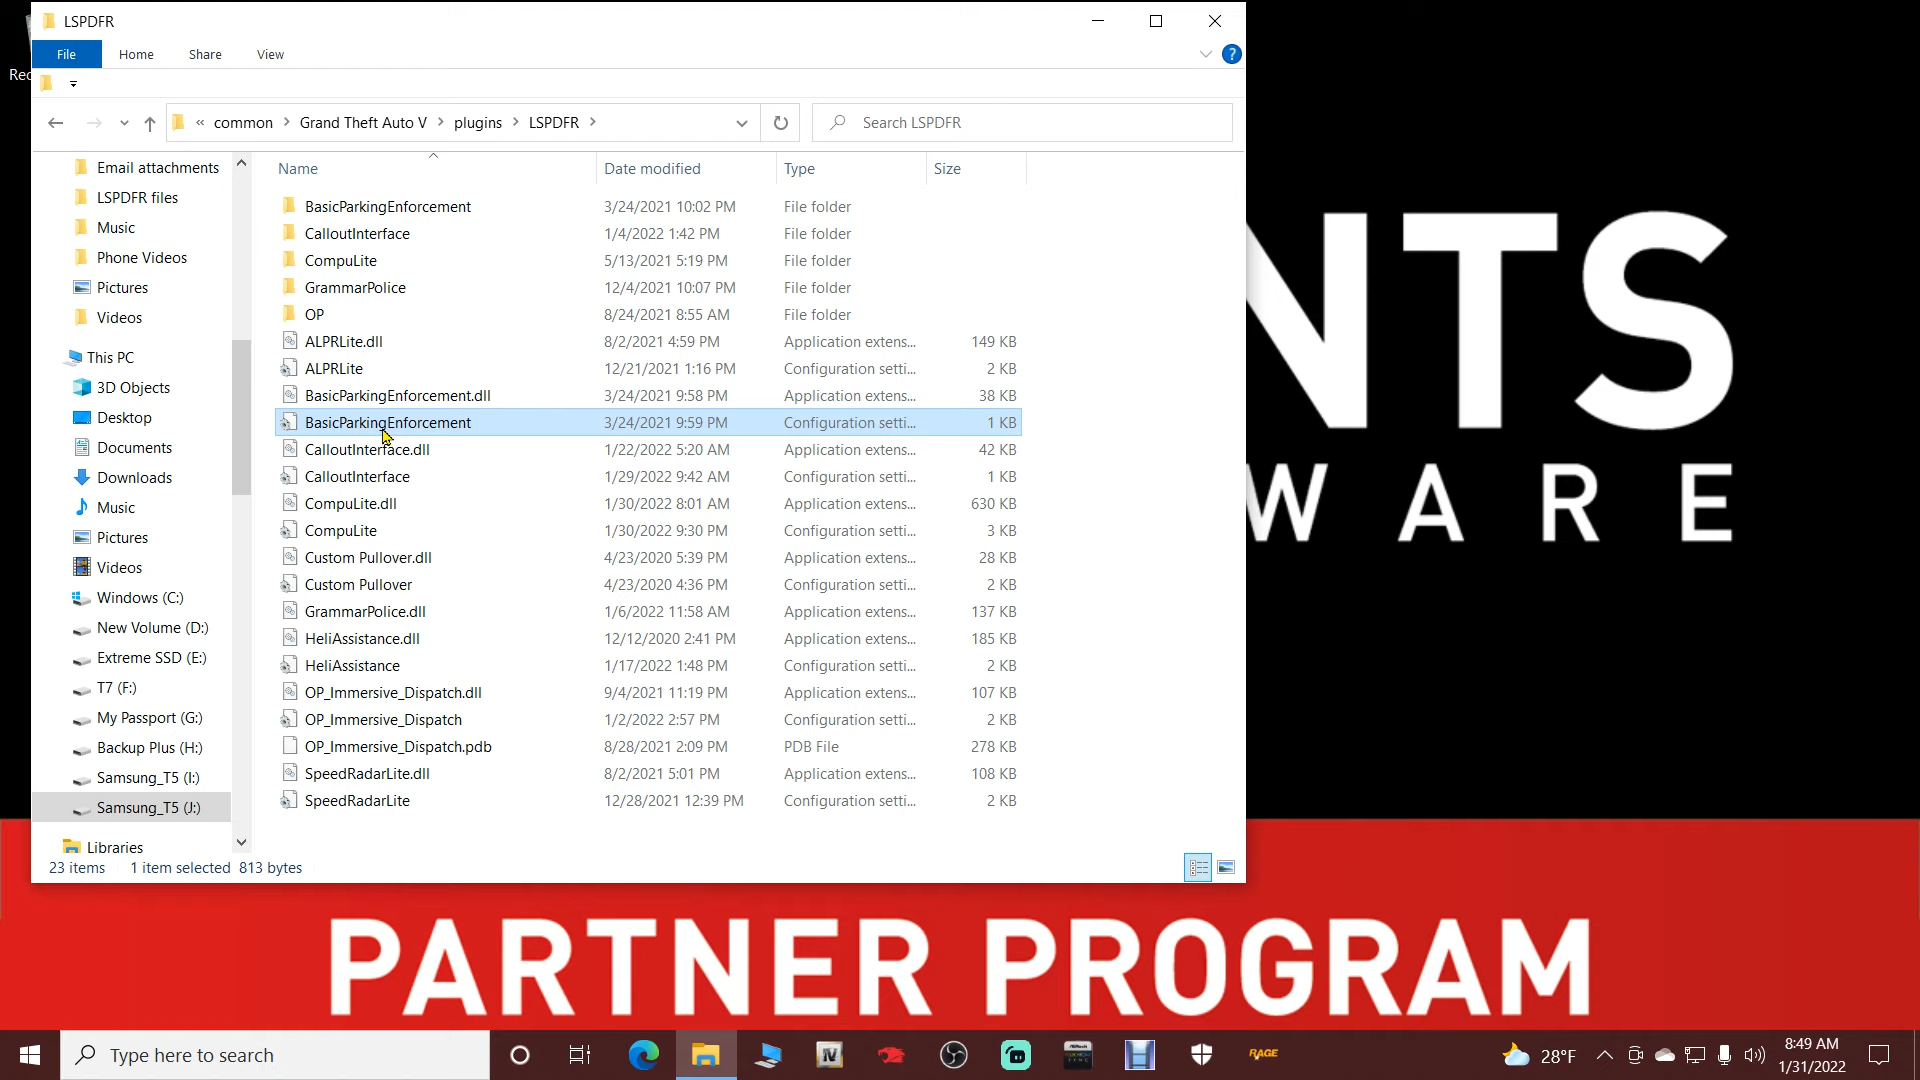 LSPDFR
File Home Share View
« common > Grand Theft Auto V > plugins > LSPDFR >
Search LSPDFR
Name Date modified Type Size
BasicParkingEnforcement 3/24/2021 10:02 PM File folder
CalloutInterface 1/4/2022 1:42 PM File folder
CompuLite 5/13/2021 5:19 PM File folder
GrammarPolice 12/4/2021 10:07 PM File folder
OP 8/24/2021 8:55 AM File folder
ALPRLite.dll 8/2/2021 4:59 PM Application extens... 149 KB
ALPRLite 12/21/2021 1:16 PM Configuration setti... 2 KB
BasicParkingEnforcement.dll 3/24/2021 9:58 PM Application extens... 38 KB
BasicParkingEnforcement 3/24/2021 9:59 PM Configuration setti... 1 KB
CalloutInterface.dll 1/22/2022 5:20 AM Application extens... 42 KB
CalloutInterface 1/29/2022 9:42 AM Configuration setti... 1 KB
CompuLite.dll 1/30/2022 8:01 AM Application extens... 630 KB
CompuLite 1/30/2022 9:30 PM Configuration setti... 3 KB
Custom Pullover.dll 4/23/2020 5:39 PM Application extens... 28 KB
Custom Pullover 4/23/2020 4:36 PM Configuration setti... 2 KB
GrammarPolice.dll 1/6/2022 11:58 AM Application extens... 137 KB
HeliAssistance.dll 12/12/2020 2:41 PM Application extens... 185 KB
HeliAssistance 1/17/2022 1:48 PM Configuration setti... 2 KB
OP_Immersive_Dispatch.dll 9/4/2021 11:19 PM Application extens... 107 KB
OP_Immersive_Dispatch 1/2/2022 2:57 PM Configuration setti... 2 KB
OP_Immersive_Dispatch.pdb 8/28/2021 2:09 PM PDB File 278 KB
SpeedRadarLite.dll 8/2/2021 5:01 PM Application extens... 108 KB
SpeedRadarLite 12/28/2021 12:39 PM Configuration setti... 2 KB
Email attachments
LSPDFR files
Music
Phone Videos
Pictures
Videos
This PC
3D Objects
Desktop
Documents
Downloads
Music
Pictures
Videos
Windows (C:)
New Volume (D:)
Extreme SSD (E:)
T7 (F:)
My Passport (G:)
Backup Plus (H:)
Samsung_T5 (I:)
Samsung_T5 (J:)
Libraries
23 items 1 item selected 813 bytes
Rec
NTS
WARE
PARTNER PROGRAM
Type here to search
IV
RAGE
28°F
8:49 AM
1/31/2022